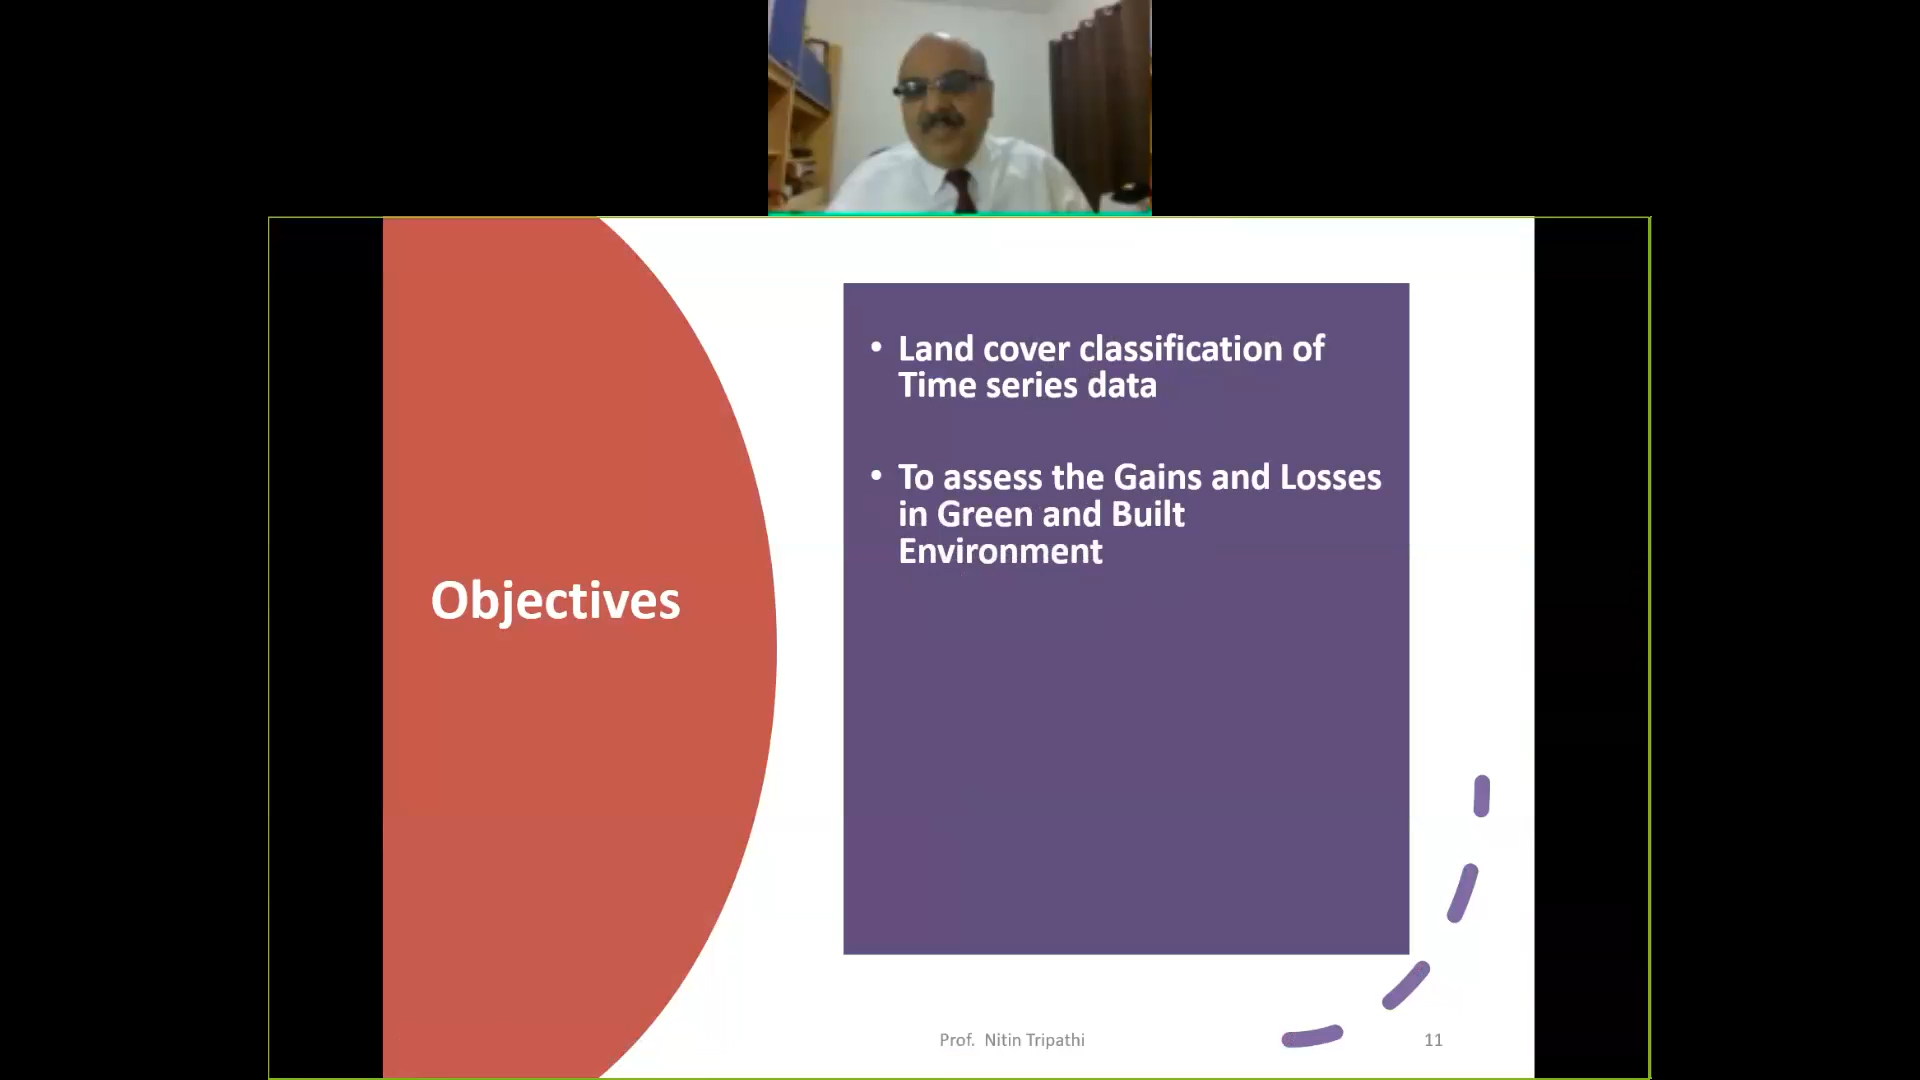 Objectives
• Land cover classification of
Time series data
• To assess the Gains and Losses
in Green and Built
Environment
Prof. Nitin Tripathi
11